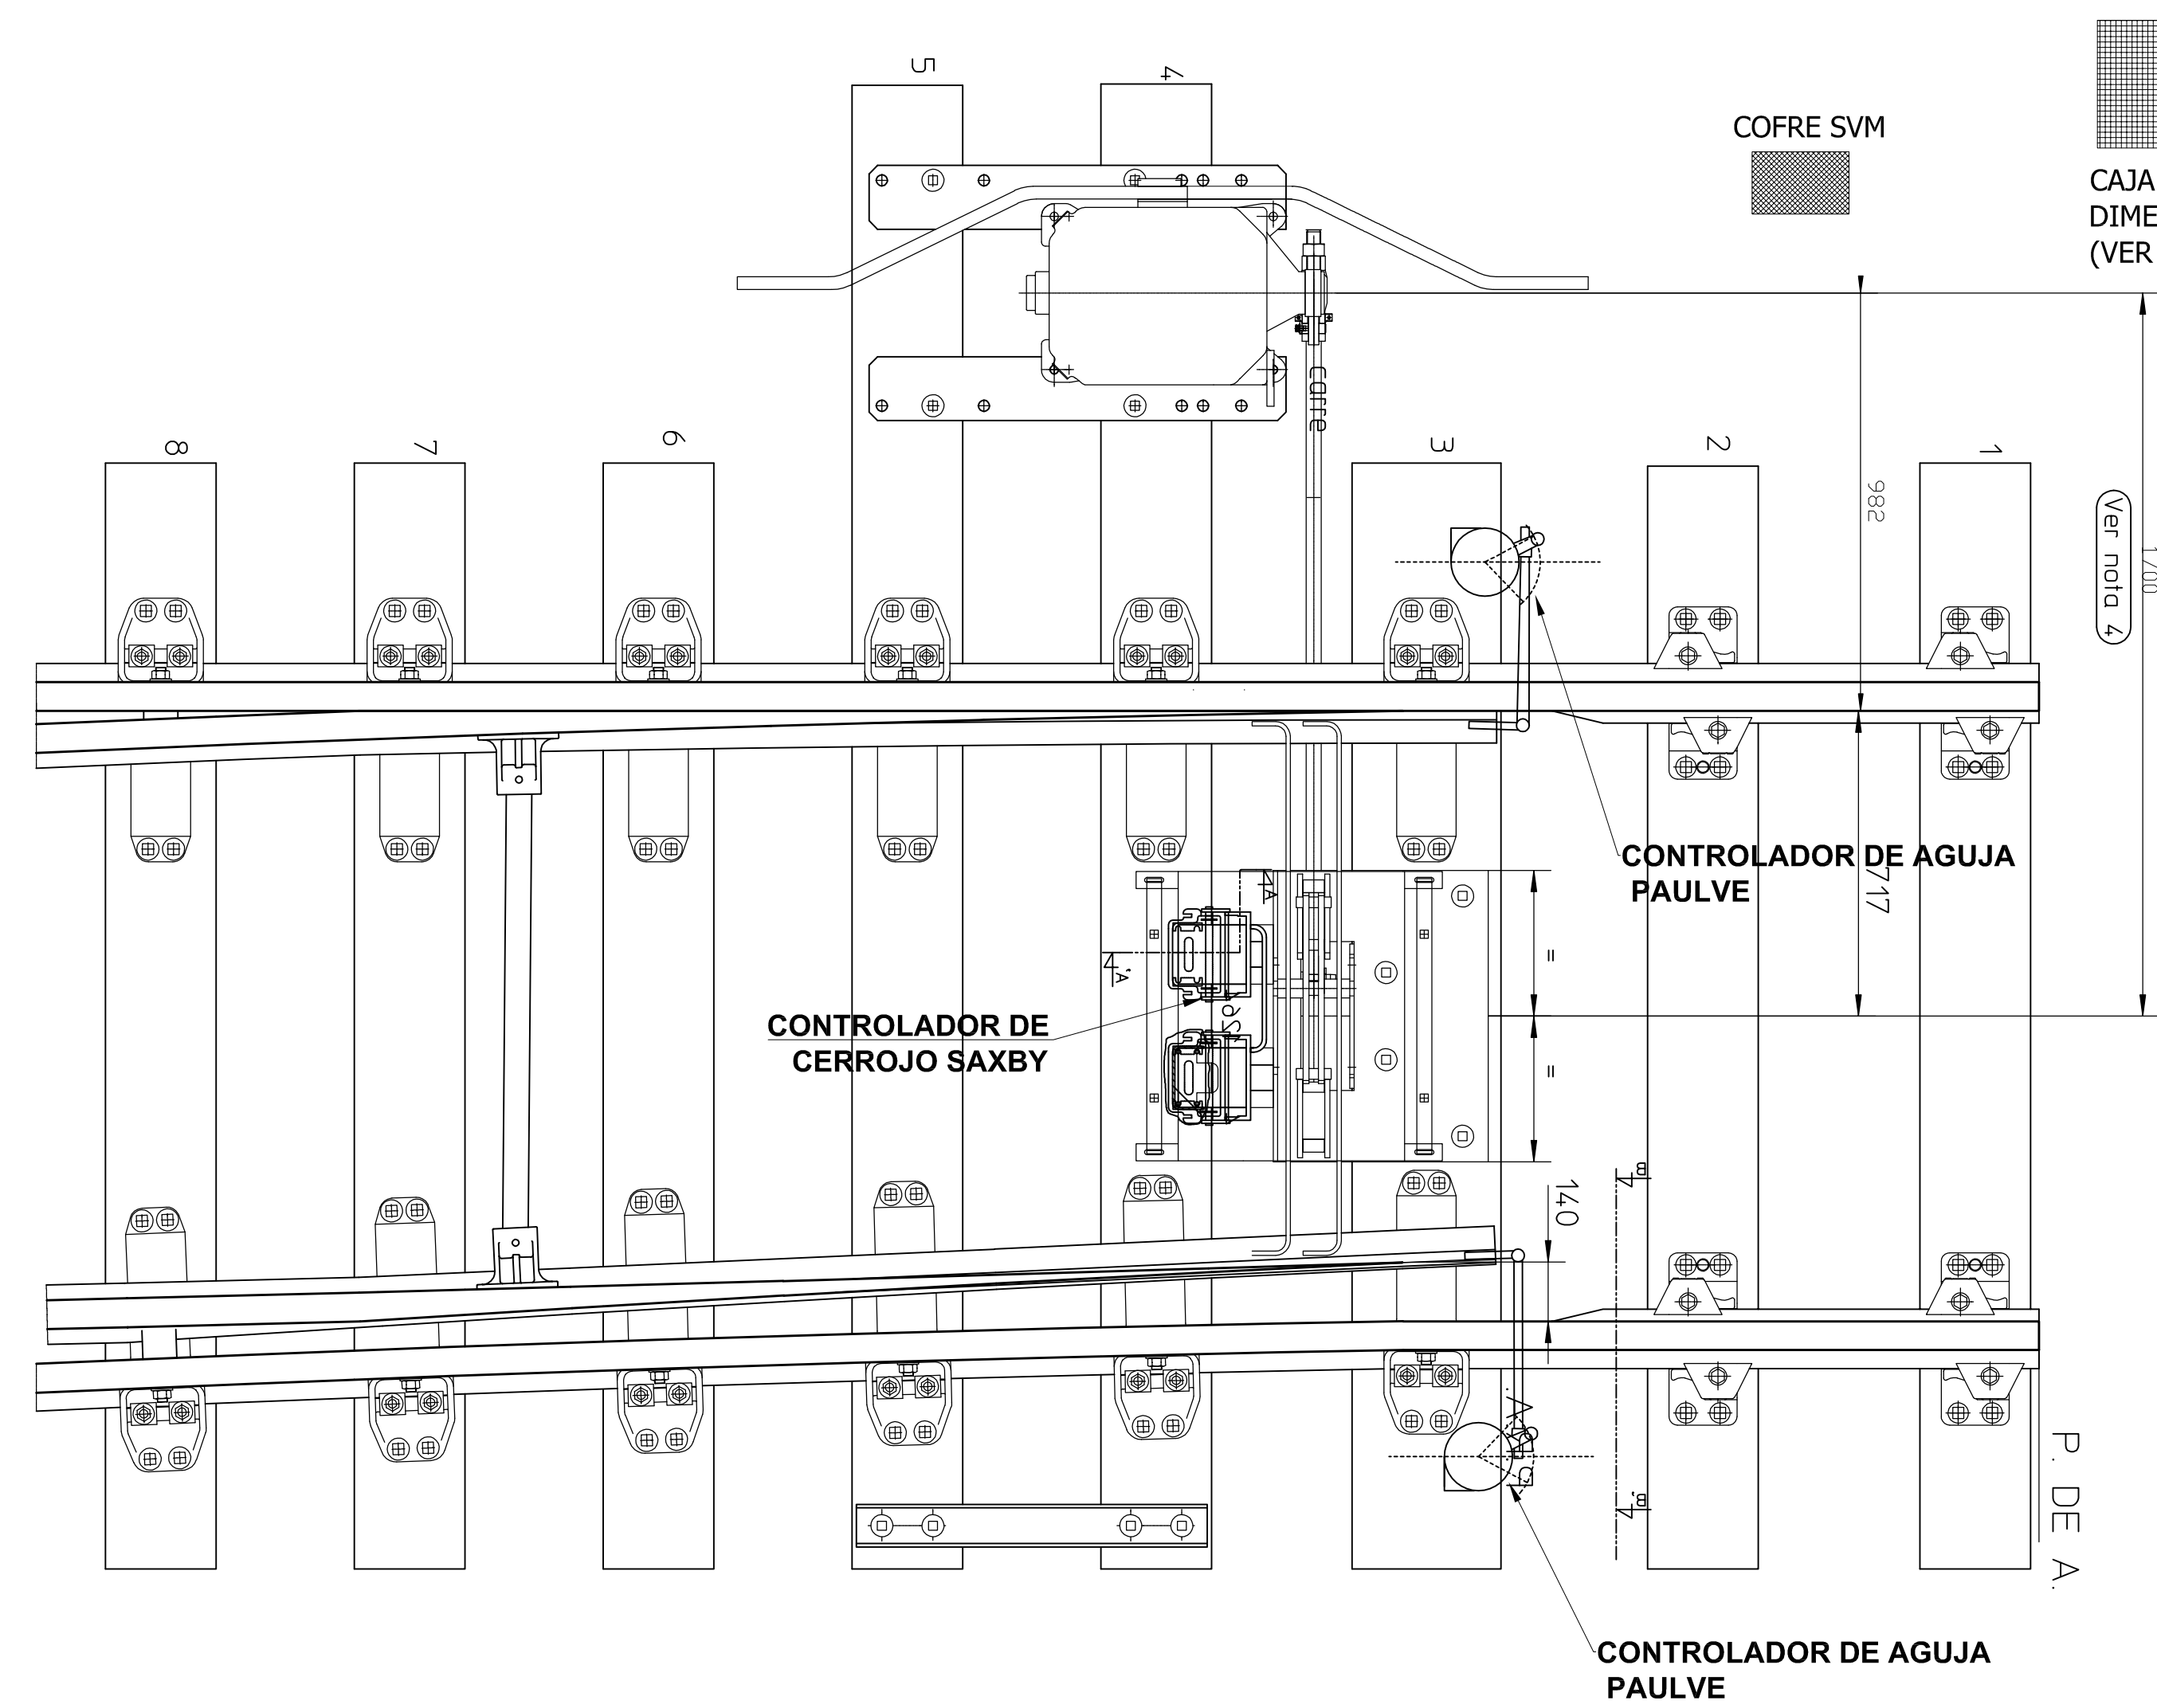 5
4
COFRE SVM
CAJA
DIME
(VER
8
7
6
3
2
1
carre
982
1700
Ver nota 4
CONTROLADOR DE AGUJA
PAULVE
717
A
A'
=
=
CONTROLADOR DE
CERROJO SAXBY
140
B
B'
P. DE A.
CONTROLADOR DE AGUJA
PAULVE